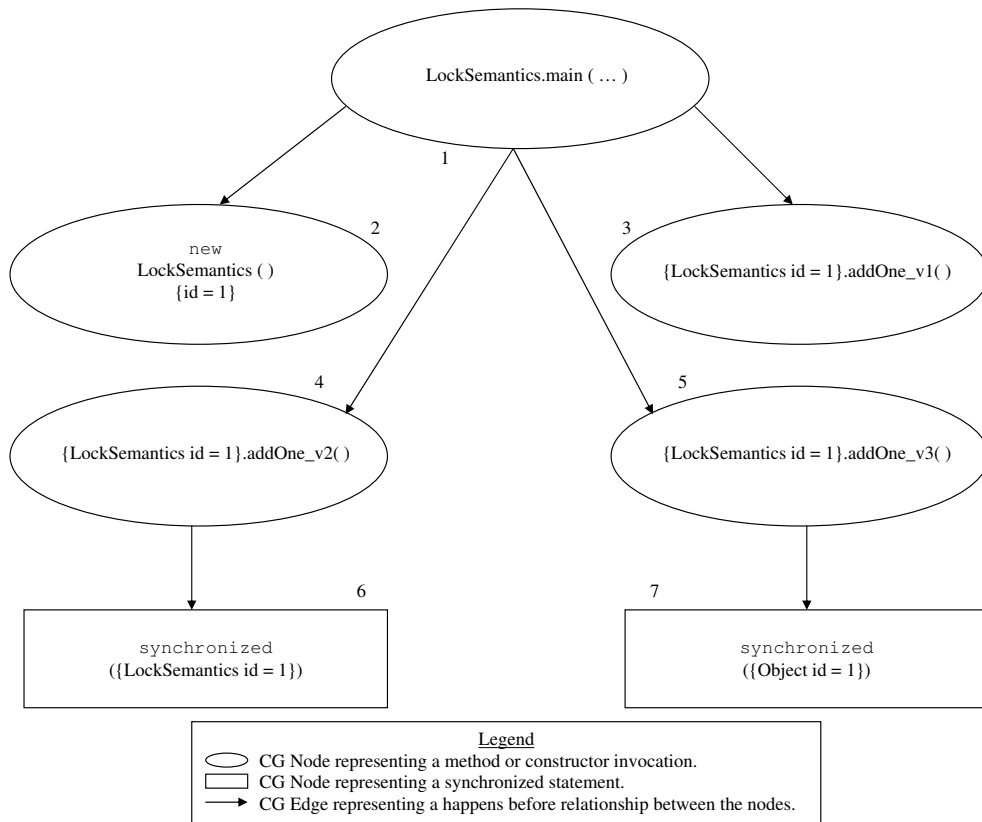 LockSemantics.main ( … )
1
2
new
LockSemantics ( )
{id = 1}
3
{LockSemantics id = 1}.addOne_v1( )
4
{LockSemantics id = 1}.addOne_v2( )
5
{LockSemantics id = 1}.addOne_v3( )
6
synchronized
({LockSemantics id = 1})
7
synchronized
({Object id = 1})
Legend
CG Node representing a method or constructor invocation.
CG Node representing a synchronized statement.
CG Edge representing a happens before relationship between the nodes.